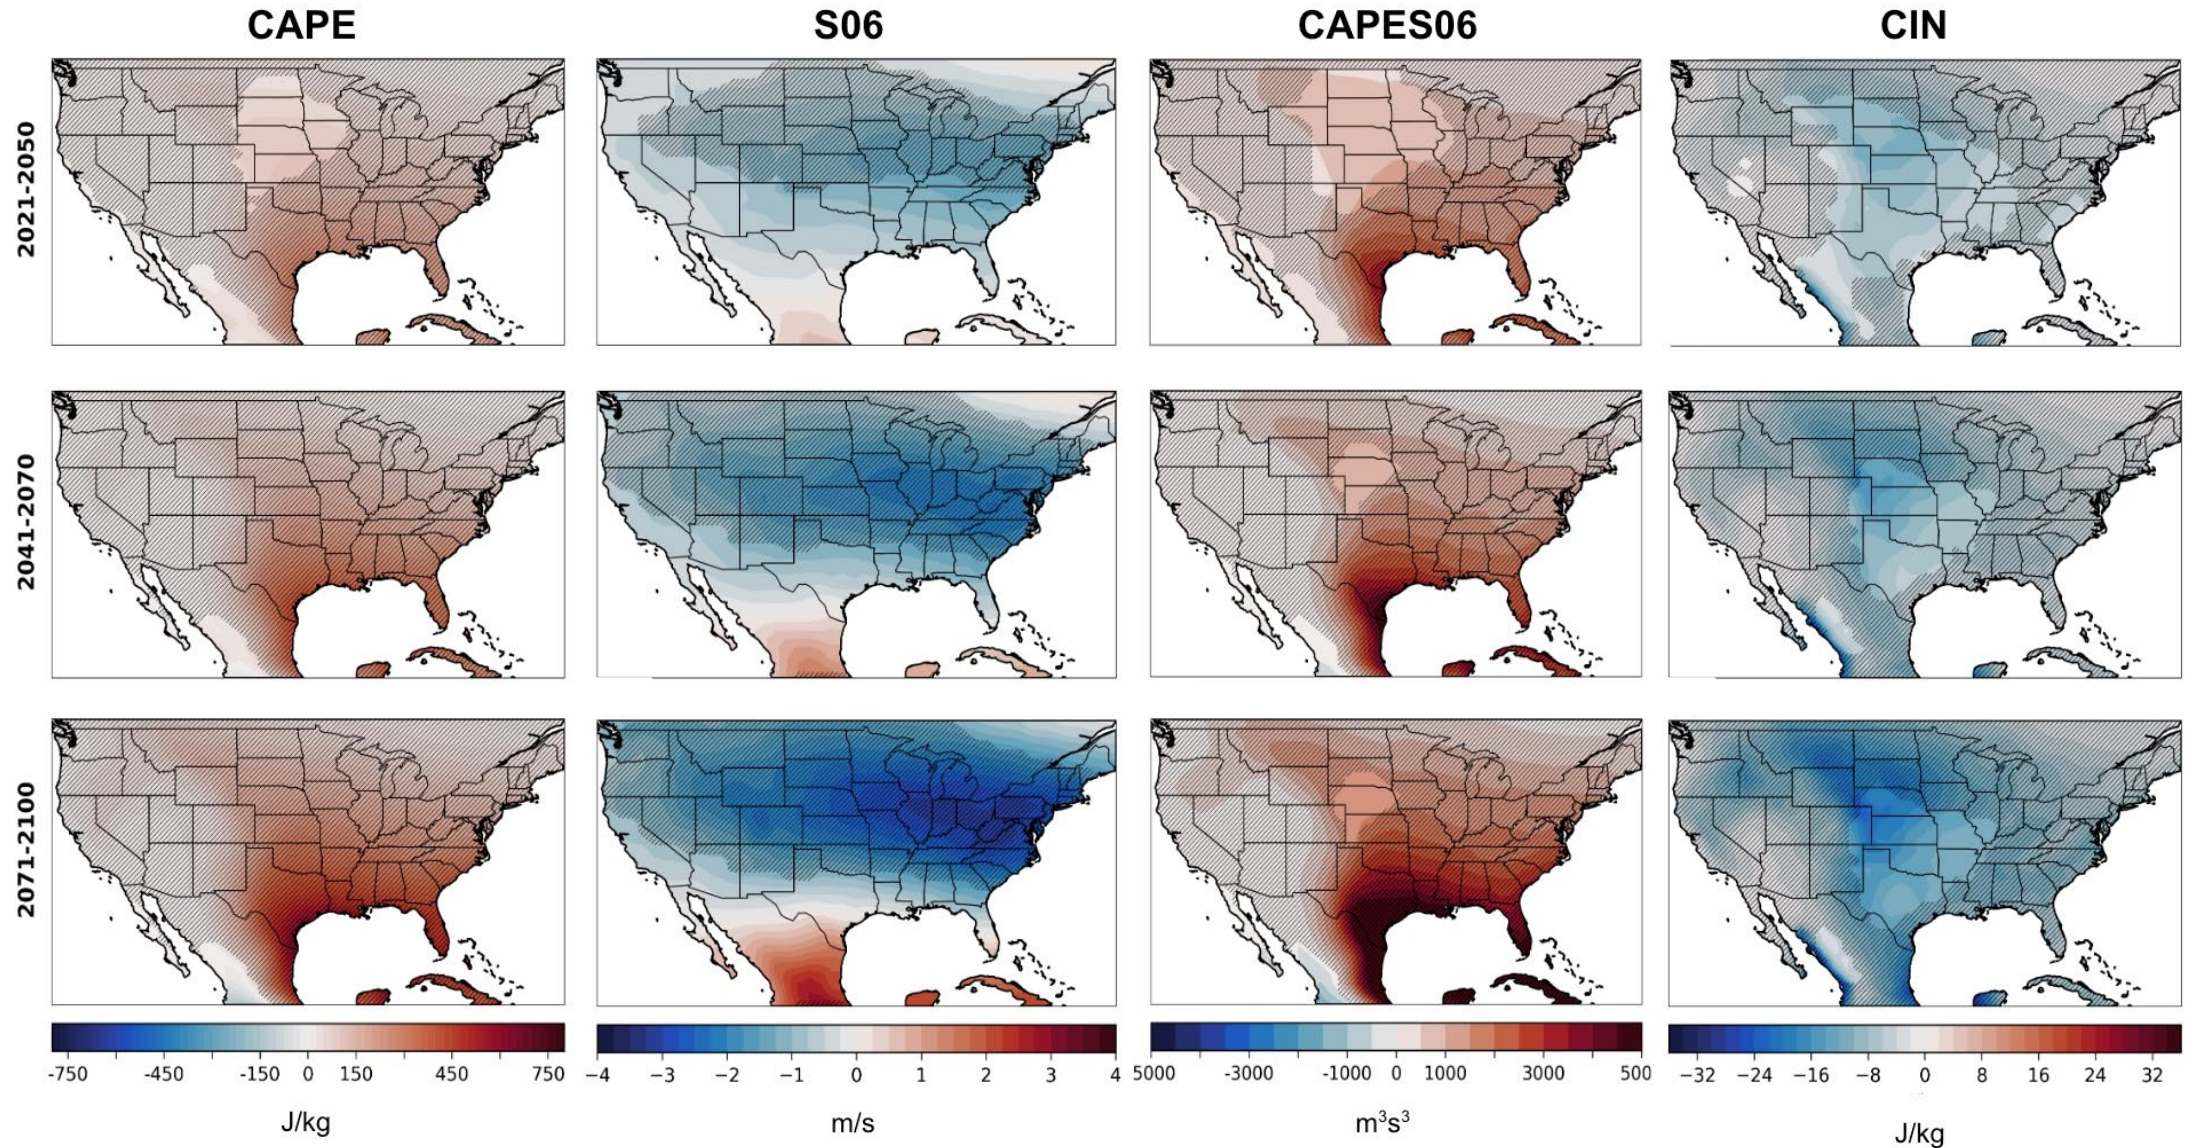 CAPE S06 CAPES06 CIN
2021-2050
2041-2070
2071-2100
-750 -450 -150 0 150 450 750 −4 −3 −2 −1 0 1 2 3 4 5000 -3000 -1000 0 1000 3000 500 −32 −24 −16 −8 0 8 16 24 32
J/kg m/s m³s³ J/kg